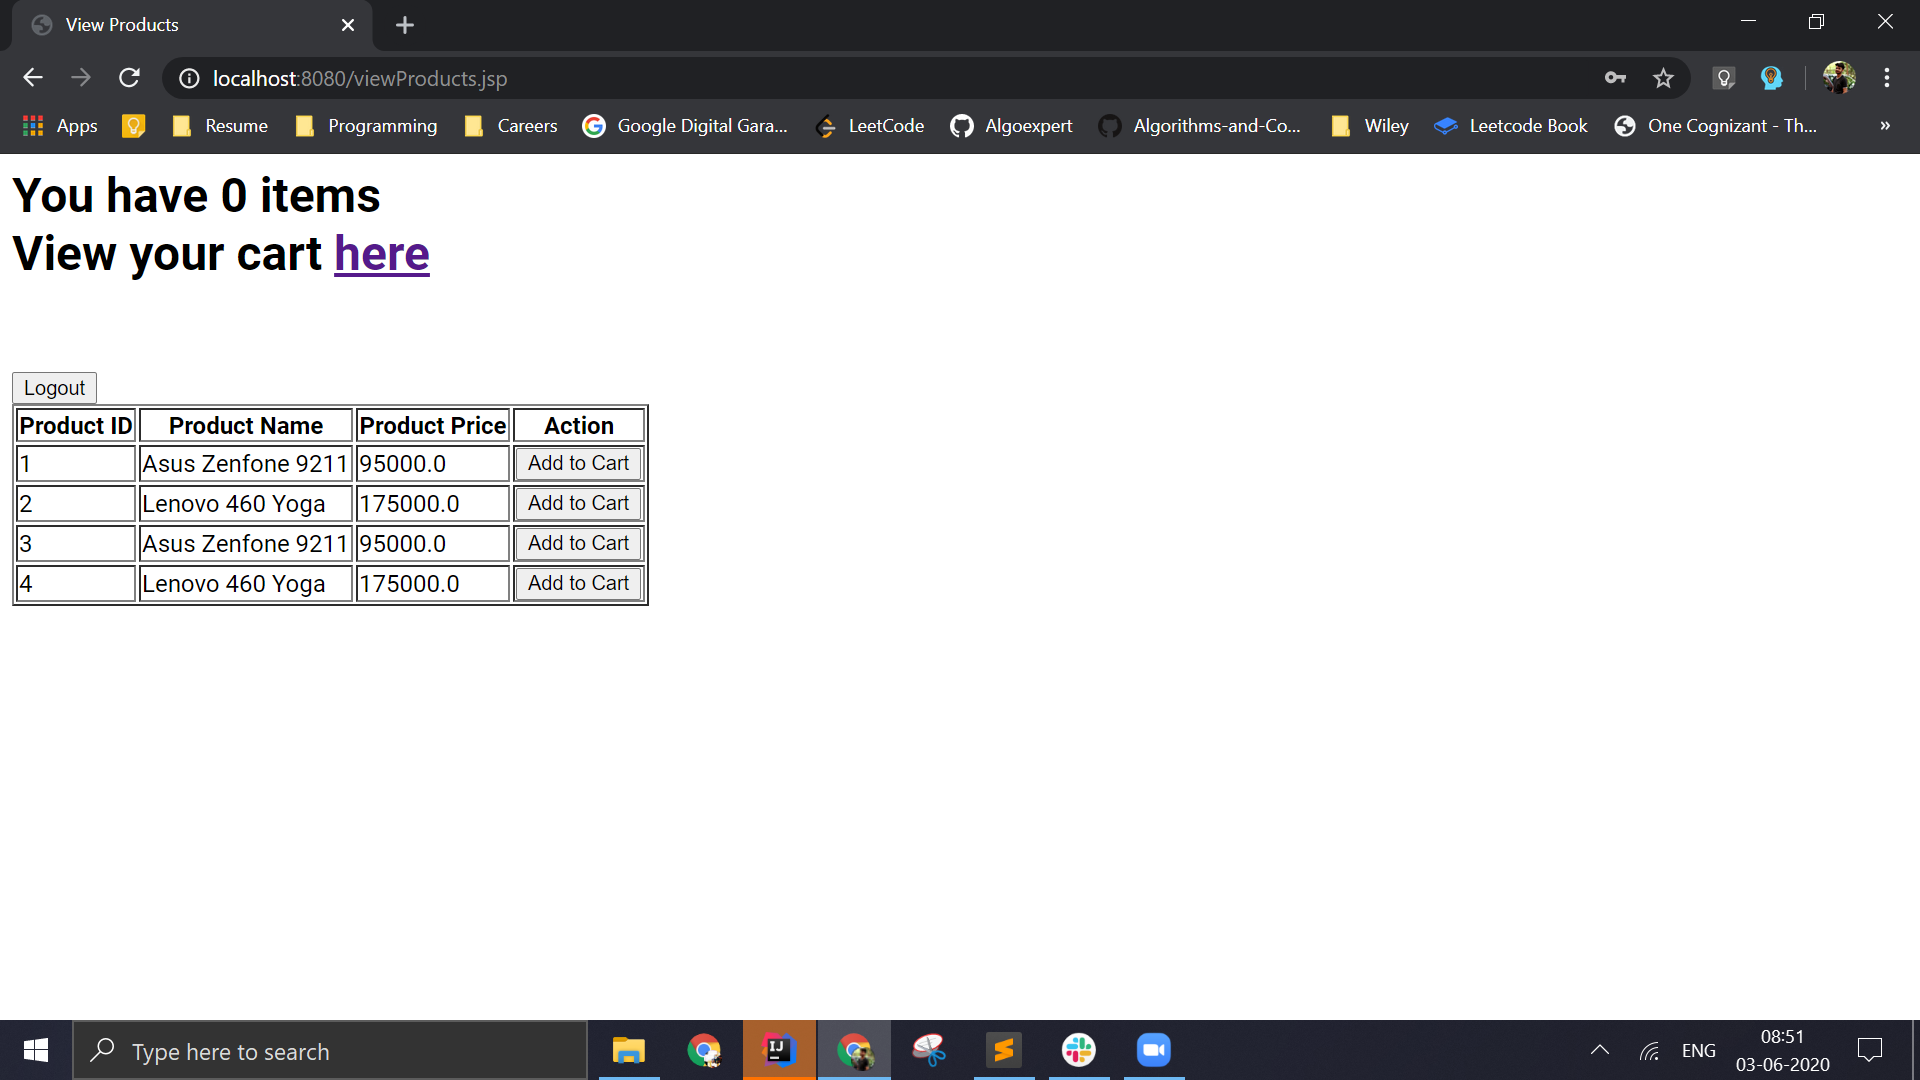 View Products
localhost:8080/viewProducts.jsp
Apps Resume Programming Careers Google Digital Gara... LeetCode Algoexpert Algorithms-and-Co... Wiley Leetcode Book One Cognizant - Th... »
You have 0 items
View your cart here
Logout
Product ID Product Name Product Price Action
1 Asus Zenfone 9211 95000.0 Add to Cart
2 Lenovo 460 Yoga 175000.0 Add to Cart
3 Asus Zenfone 9211 95000.0 Add to Cart
4 Lenovo 460 Yoga 175000.0 Add to Cart
Type here to search
IJ
ENG
08:51
03-06-2020